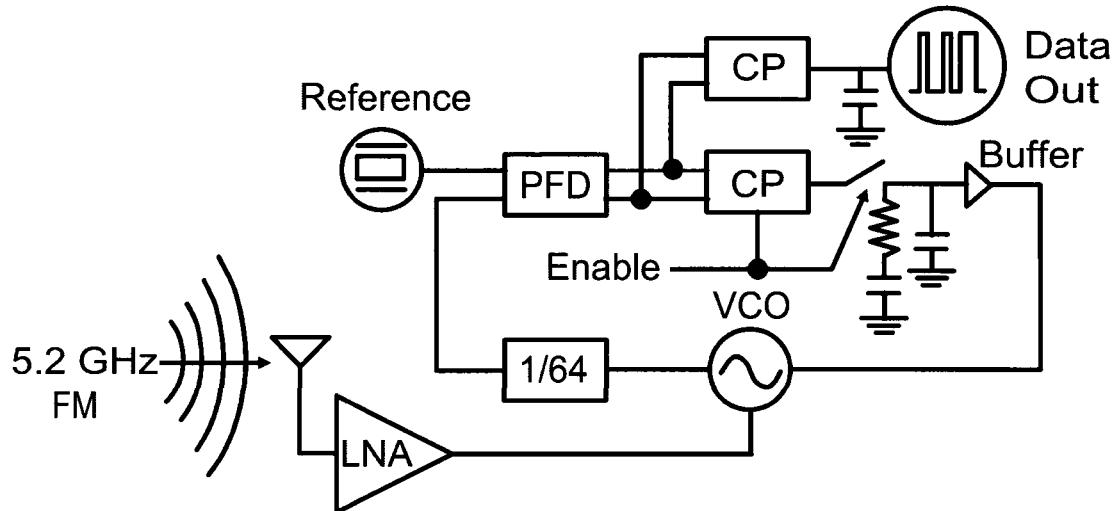 Data
Out
CP
Reference
Buffer
PFD
CP
Enable
VCO
5.2 GHz
FM
1/64
LNA